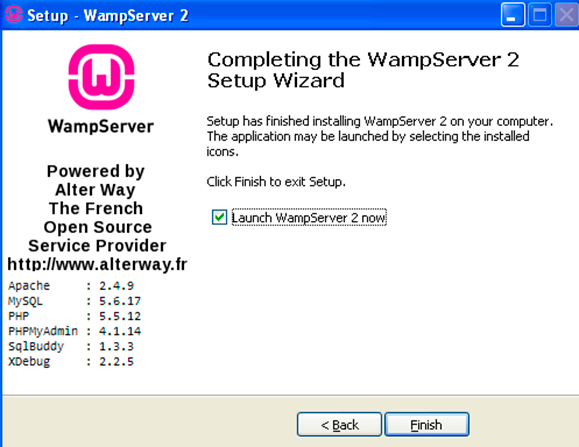 Setup - WampServer 2
WampServer
Powered by
Alter Way
The French
Open Source
Service Provider
http://www.alterway.fr
Apache : 2.4.9
MySQL : 5.6.17
PHP : 5.5.12
PHPMyAdmin : 4.1.14
SqlBuddy : 1.3.3
XDebug : 2.2.5
Completing the WampServer 2
Setup Wizard
Setup has finished installing WampServer 2 on your computer.
The application may be launched by selecting the installed
icons.
Click Finish to exit Setup.
Launch WampServer 2 now
< Back
Finish